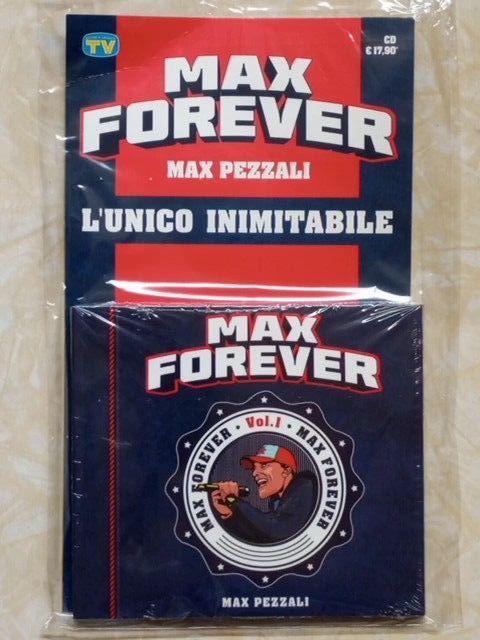 TV
CD
€ 17,90*
MAX
FOREVER
MAX PEZZALI
L'UNICO INIMITABILE
MAX
FOREVER
MAX FOREVER • Vol.1 • MAX FOREVER
MAX PEZZALI